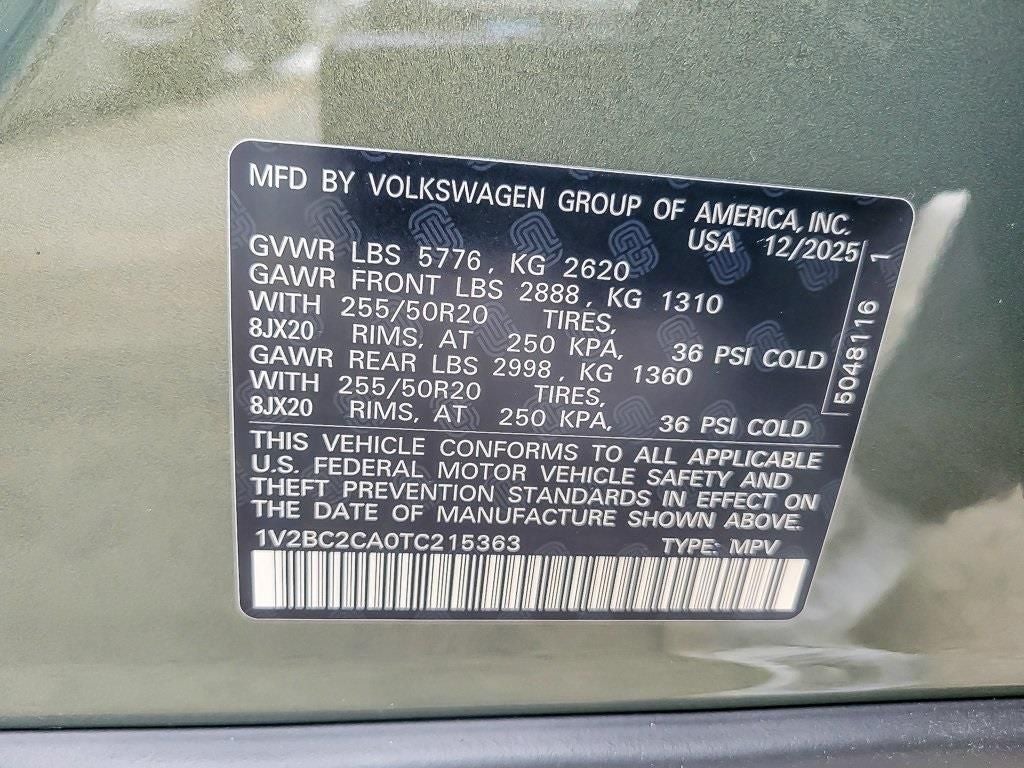 MFD BY VOLKSWAGEN GROUP OF AMERICA, INC.
USA 12/2025
GVWR LBS 5776, KG 2620
GAWR FRONT LBS 2888, KG 1310
WITH 255/50R20 TIRES,
8JX20 RIMS, AT 250 KPA, 36 PSI COLD
GAWR REAR LBS 2998, KG 1360
WITH 255/50R20 TIRES,
8JX20 RIMS, AT 250 KPA, 36 PSI COLD
5048116 1
THIS VEHICLE CONFORMS TO ALL APPLICABLE
U.S. FEDERAL MOTOR VEHICLE SAFETY AND
THEFT PREVENTION STANDARDS IN EFFECT ON
THE DATE OF MANUFACTURE SHOWN ABOVE.
1V2BC2CA0TC215363 TYPE: MPV